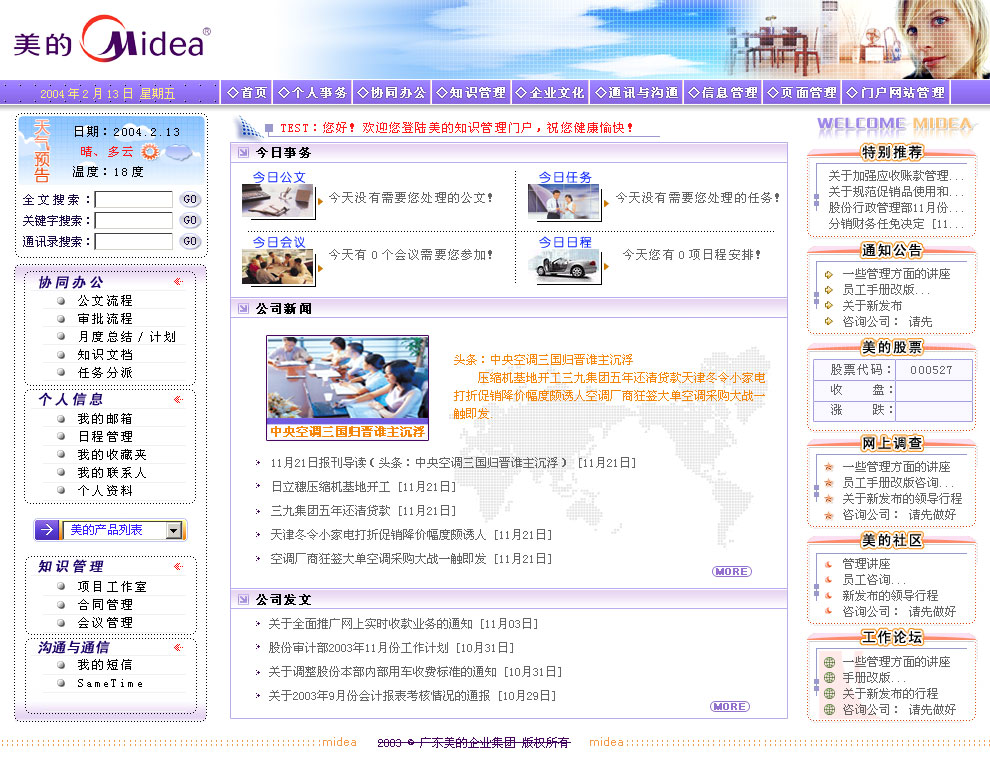 美的 Midea®
2004 年 2 月 13 日 星期五
◇首页 ◇个人事务 ◇协同办公 ◇知识管理 ◇企业文化 ◇通讯与沟通 ◇信息管理 ◇页面管理 ◇门户网站管理
天气预告
日期：2004.2.13
晴、多云
温度：18 度
全文搜索： GO
关键字搜索： GO
通讯录搜索： GO
协同办公
公文流程
审批流程
月度总结 / 计划
知识文档
任务分派
个人信息
我的邮箱
日程管理
我的收藏夹
我的联系人
个人资料
美的产品列表
知识管理
项目工作室
合同管理
会议管理
沟通与通信
我的短信
SameTime
TEST：您好！欢迎您登陆美的知识管理门户，祝您健康愉快！
今日事务
今日公文
今天没有需要您处理的公文！
今日任务
今天没有需要您处理的任务！
今日会议
今天有 0 个会议需要您参加！
今日日程
今天您有 0 项日程安排！
公司新闻
中央空调三国归晋谁主沉浮
头条：中央空调三国归晋谁主沉浮
压缩机基地开工三九集团五年还渚贷款天津冬令小家电
打折促销降价幅度颇诱人空调厂商狂签大单空调采购大战一
触即发.
11月21日报刊导读（头条：中央空调三国归晋谁主沉浮） [11月21日]
日立穗压缩机基地开工 [11月21日]
三九集团五年还渚贷款 [11月21日]
天津冬令小家电打折促销降价幅度颇诱人 [11月21日]
空调厂商狂签大单空调采购大战一触即发 [11月21日]
MORE
公司发文
关于全面推广网上实时收款业务的通知 [11月03日]
股份审计部2003年11月份工作计划 [10月31日]
关于调整股份本部内部用车收费标准的通知 [10月31日]
关于2003年9月份会计报表考核情况的通报 [10月29日]
MORE
WELCOME MIDEA
特别推荐
关于加强应收账款管理...
关于规范促销品使用和...
股份行政管理部11月份...
分销财务任免决定 [11...
通知公告
一些管理方面的讲座
员工手册改版...
关于新发布
咨询公司： 请先
美的股票
股票代码： 000527
收 盘：
涨 跌：
网上调查
一些管理方面的讲座
员工手册改版咨询...
关于新发布的领导行程
咨询公司： 请先做好
美的社区
管理讲座
员工咨询...
新发布的领导行程
咨询公司： 请先做好
工作论坛
一些管理方面的讲座
手册改版...
关于新发布的行程
咨询公司： 请先做好
midea 2003 © 广东美的企业集团 版权所有 midea